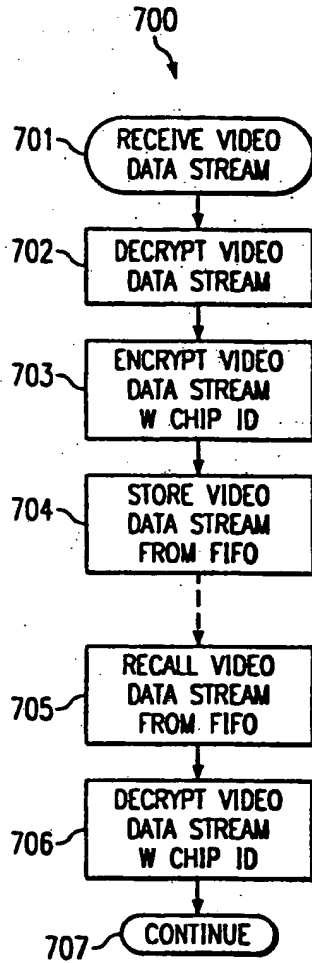 700
701
RECEIVE VIDEO
DATA STREAM
702
DECRYPT VIDEO
DATA STREAM
703
ENCRYPT VIDEO
DATA STREAM
W CHIP ID
704
STORE VIDEO
DATA STREAM
FROM FIFO
705
RECALL VIDEO
DATA STREAM
FROM FIFO
706
DECRYPT VIDEO
DATA STREAM
W CHIP ID
707
CONTINUE